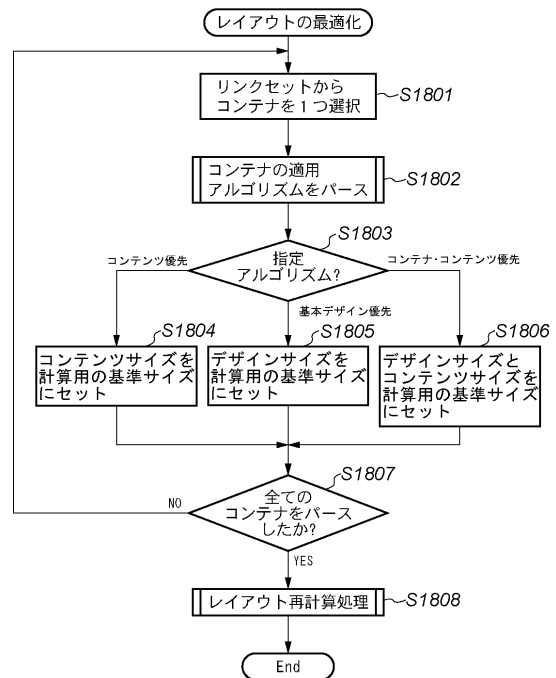 レイアウトの最適化
リンクセットから
コンテナを1つ選択
S1801
コンテナの適用
アルゴリズムをパース
S1802
S1803
指定
アルゴリズム?
コンテンツ優先
コンテナ・コンテンツ優先
基本デザイン優先
S1804
コンテンツサイズを
計算用の基準サイズ
にセット
S1805
デザインサイズを
計算用の基準サイズ
にセット
S1806
デザインサイズと
コンテンツサイズを
計算用の基準サイズ
にセット
S1807
全ての
コンテナをパース
したか?
NO
YES
レイアウト再計算処理
S1808
End